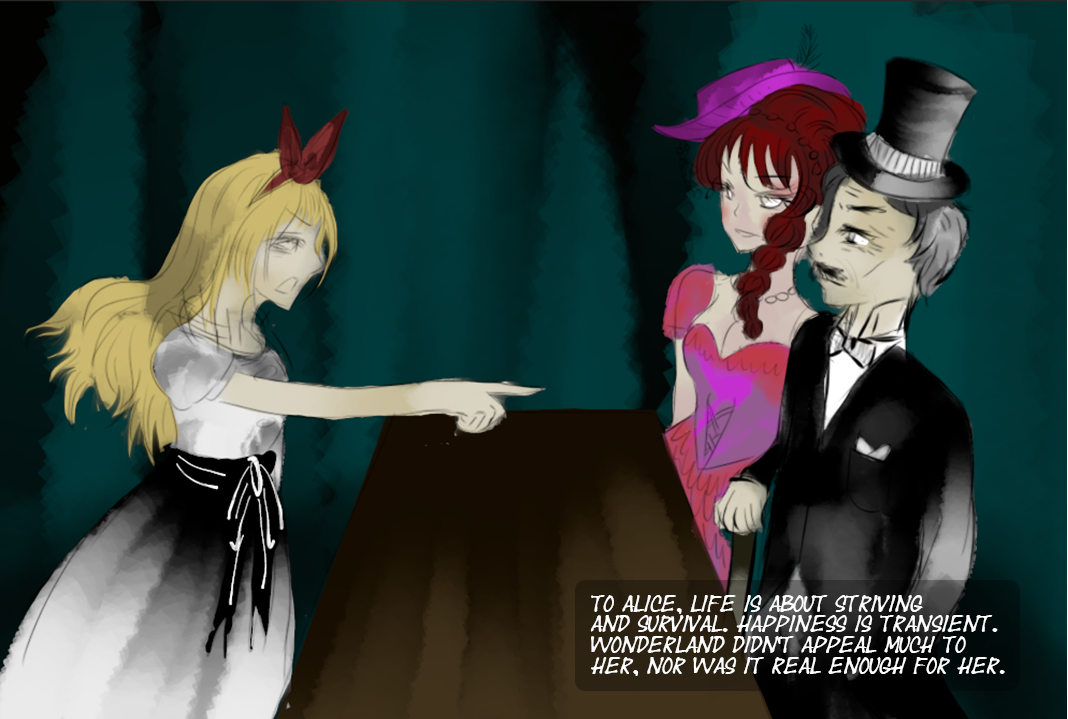 TO ALICE, LIFE IS ABOUT STRIVING
AND SURVIVAL. HAPPINESS IS TRANSIENT.
WONDERLAND DIDN'T APPEAL MUCH TO
HER, NOR WAS IT REAL ENOUGH FOR HER.